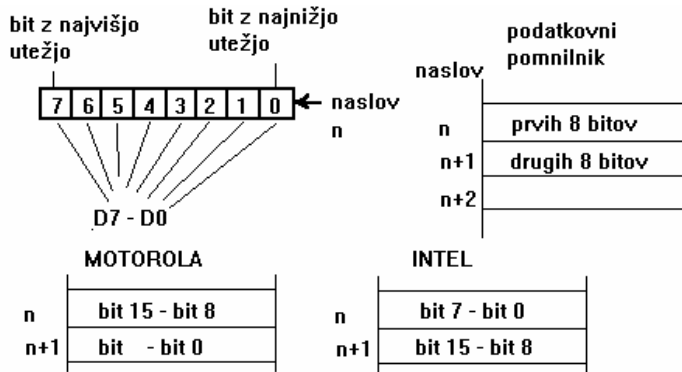 bit z najvišjo
utežjo
bit z najnižjo
utežjo
7 6 5 4 3 2 1 0
naslov
n
D7 - D0
podatkovni
pomnilnik
naslov
n prvih 8 bitov
n+1 drugih 8 bitov
n+2
MOTOROLA
n bit 15 - bit 8
n+1 bit - bit 0
INTEL
n bit 7 - bit 0
n+1 bit 15 - bit 8